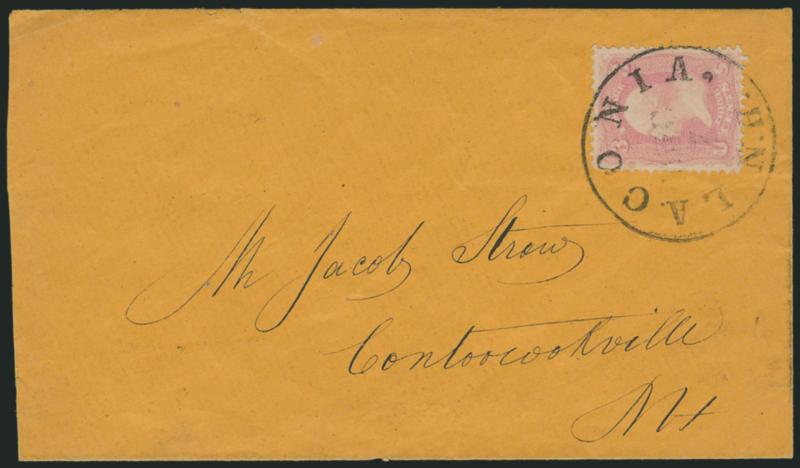 LACONIA, N.H.
Mr Jacob Straw
Contoocookville
NH